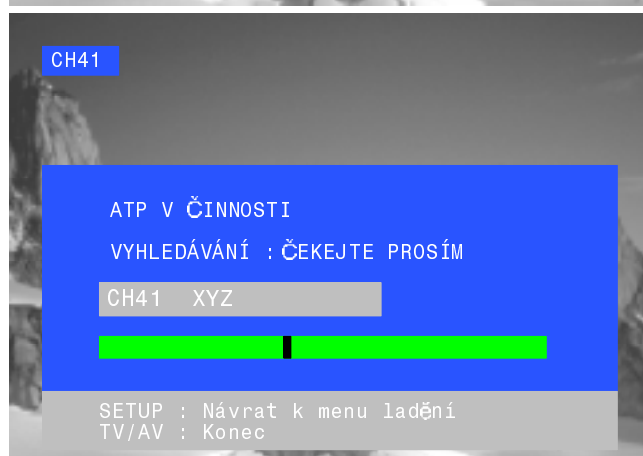 CH41
ATP V ČINNOSTI
VYHLEDÁVÁNÍ : ČEKEJTE PROSÍM
CH41 XYZ
SETUP : Návrat k menu ladění
TV/AV : Konec